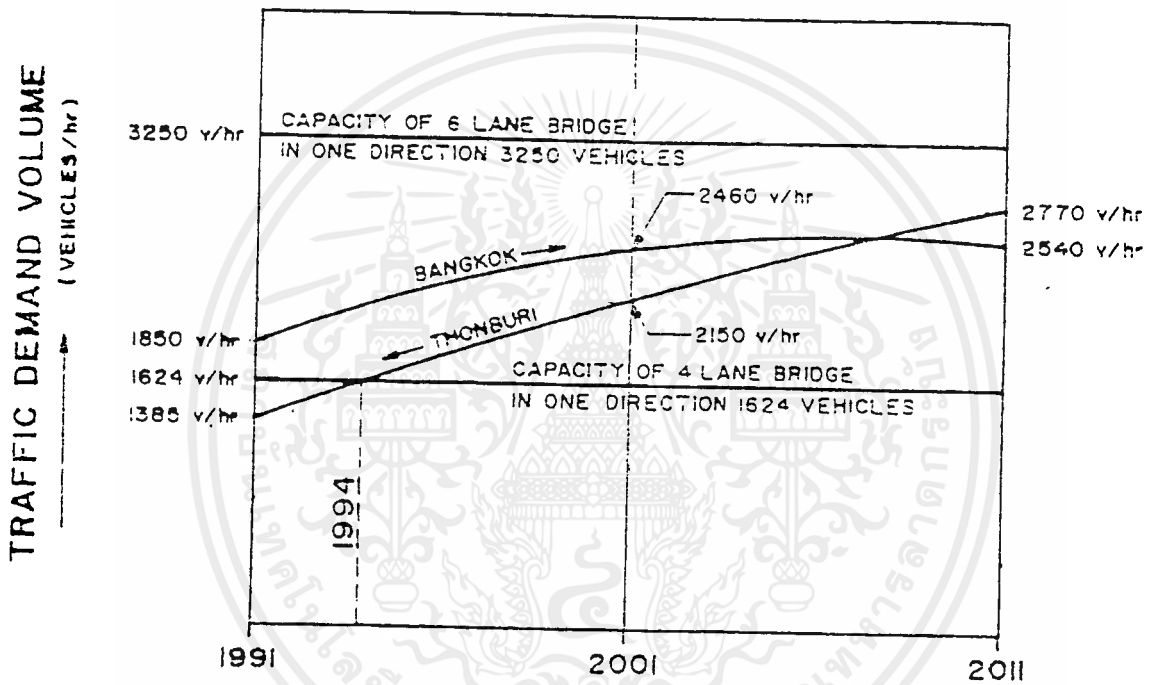 TRAFFIC DEMAND VOLUME
(VEHICLES/hr)
3250 v/hr
CAPACITY OF 6 LANE BRIDGE
IN ONE DIRECTION 3250 VEHICLES
2460 v/hr
2770 v/hr
2540 v/hr
BANGKOK
THONBURI
1850 v/hr
2150 v/hr
1624 v/hr
CAPACITY OF 4 LANE BRIDGE
IN ONE DIRECTION 1624 VEHICLES
1385 v/hr
1994
1991
2001
2011